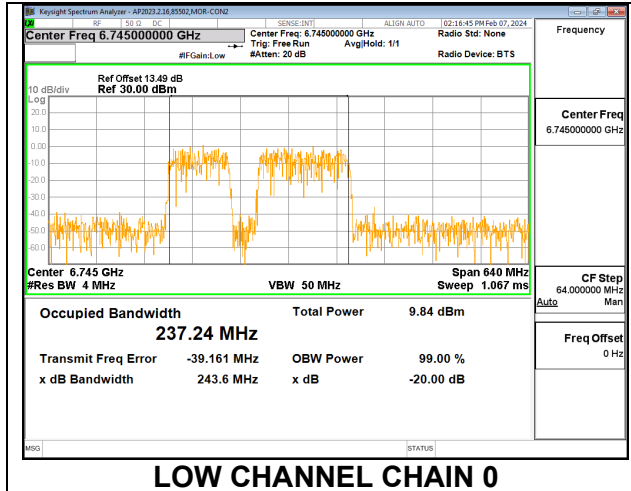 Keysight Spectrum Analyzer - AP2023.2.16,85502,MOR-CON2
RF 50 Ω DC SENSE:INT ALIGN AUTO 02:16:45 PM Feb 07, 2024
Center Freq 6.745000000 GHz Center Freq: 6.745000000 GHz Radio Std: None Frequency
Trig: Free Run Avg|Hold: 1/1
#IFGain:Low #Atten: 20 dB Radio Device: BTS
Ref Offset 13.49 dB
10 dB/div Ref 30.00 dBm
Log
20.0
10.0
0.00
-10.0
-20.0
-30.0
-40.0
-50.0
-60.0
Center Freq
6.745000000 GHz
Center 6.745 GHz Span 640 MHz
#Res BW 4 MHz VBW 50 MHz Sweep 1.067 ms
CF Step
64.000000 MHz
Auto Man
Occupied Bandwidth Total Power 9.84 dBm
237.24 MHz
Transmit Freq Error -39.161 MHz OBW Power 99.00 %
x dB Bandwidth 243.6 MHz x dB -20.00 dB
Freq Offset
0 Hz
MSG STATUS
LOW CHANNEL CHAIN 0